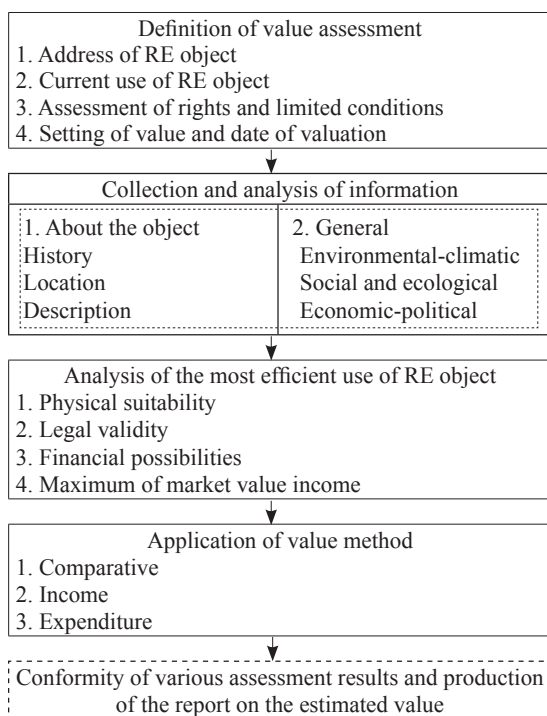 Definition of value assessment
1. Address of RE object
2. Current use of RE object
3. Assessment of rights and limited conditions
4. Setting of value and date of valuation
Collection and analysis of information
1. About the object
History
Location
Description
2. General
Environmental-climatic
Social and ecological
Economic-political
Analysis of the most efficient use of RE object
1. Physical suitability
2. Legal validity
3. Financial possibilities
4. Maximum of market value income
Application of value method
1. Comparative
2. Income
3. Expenditure
Conformity of various assessment results and production
of the report on the estimated value